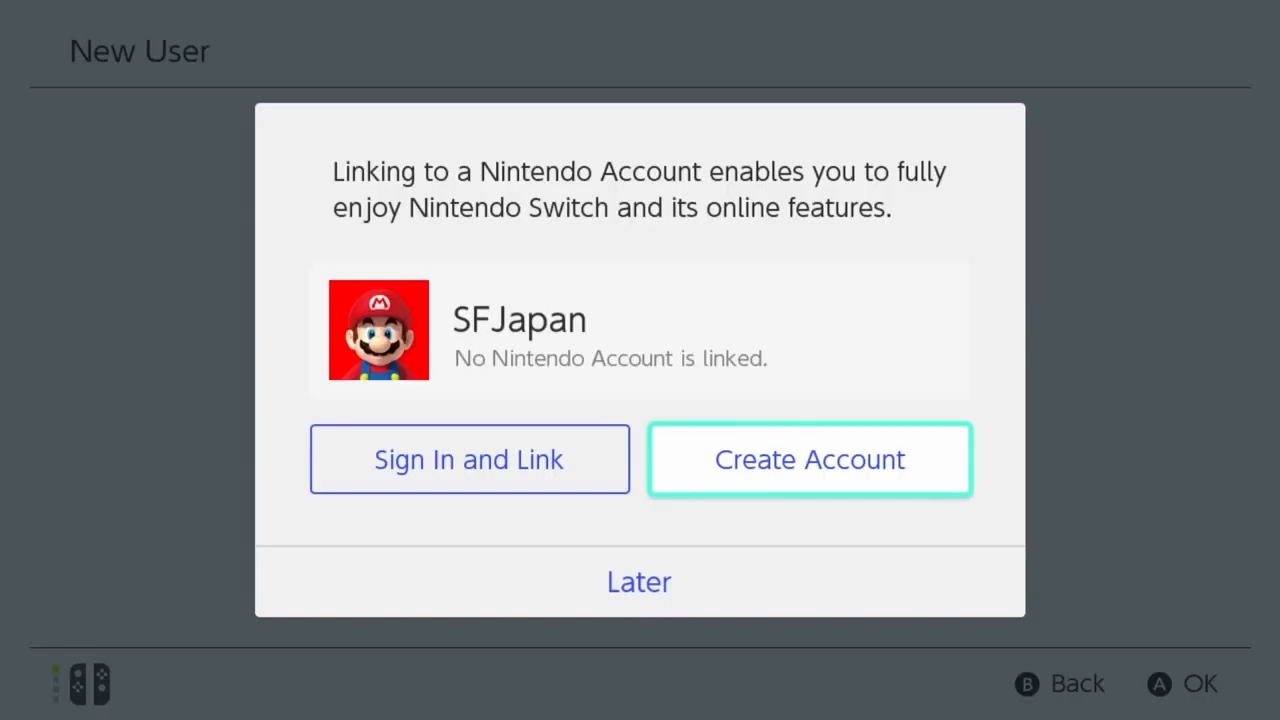 New User
Linking to a Nintendo Account enables you to fully
enjoy Nintendo Switch and its online features.
M
SFJapan
No Nintendo Account is linked.
Sign In and Link
Create Account
Later
B Back
A OK